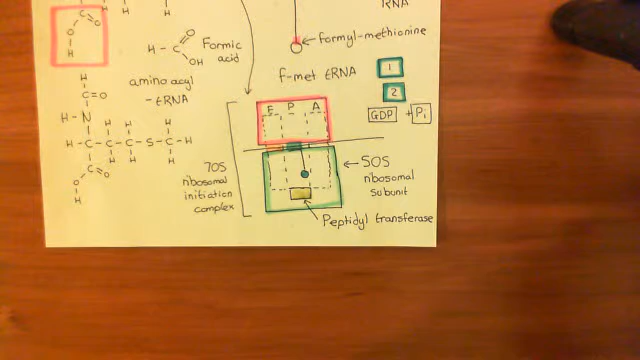 tRNA
formyl-methionine
Formic
acid
H - C
O
OH
O
H
f-met tRNA
1
2
GDP + Pi
amino acyl
- tRNA
H
C = O
H - N H H H
H - C - C - C - S - C - H
H H H
C
O
O
H
E P A
70S
ribosomal
initiation
complex
50S
ribosomal
subunit
Peptidyl transferase